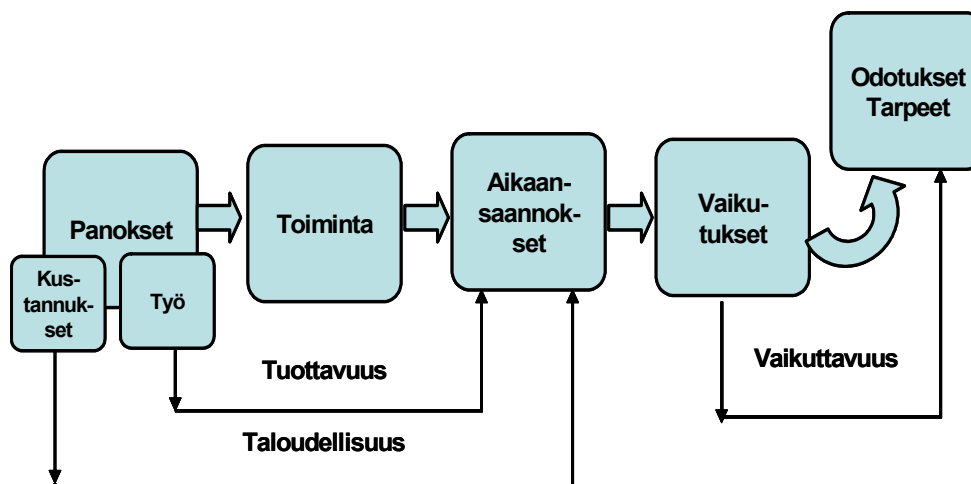 Odotukset
Tarpeet
Panokset
Kus-
tannuk-
set
Työ
Toiminta
Aikaan-
saannok-
set
Vaiku-
tukset
Tuottavuus
Taloudellisuus
Vaikuttavuus